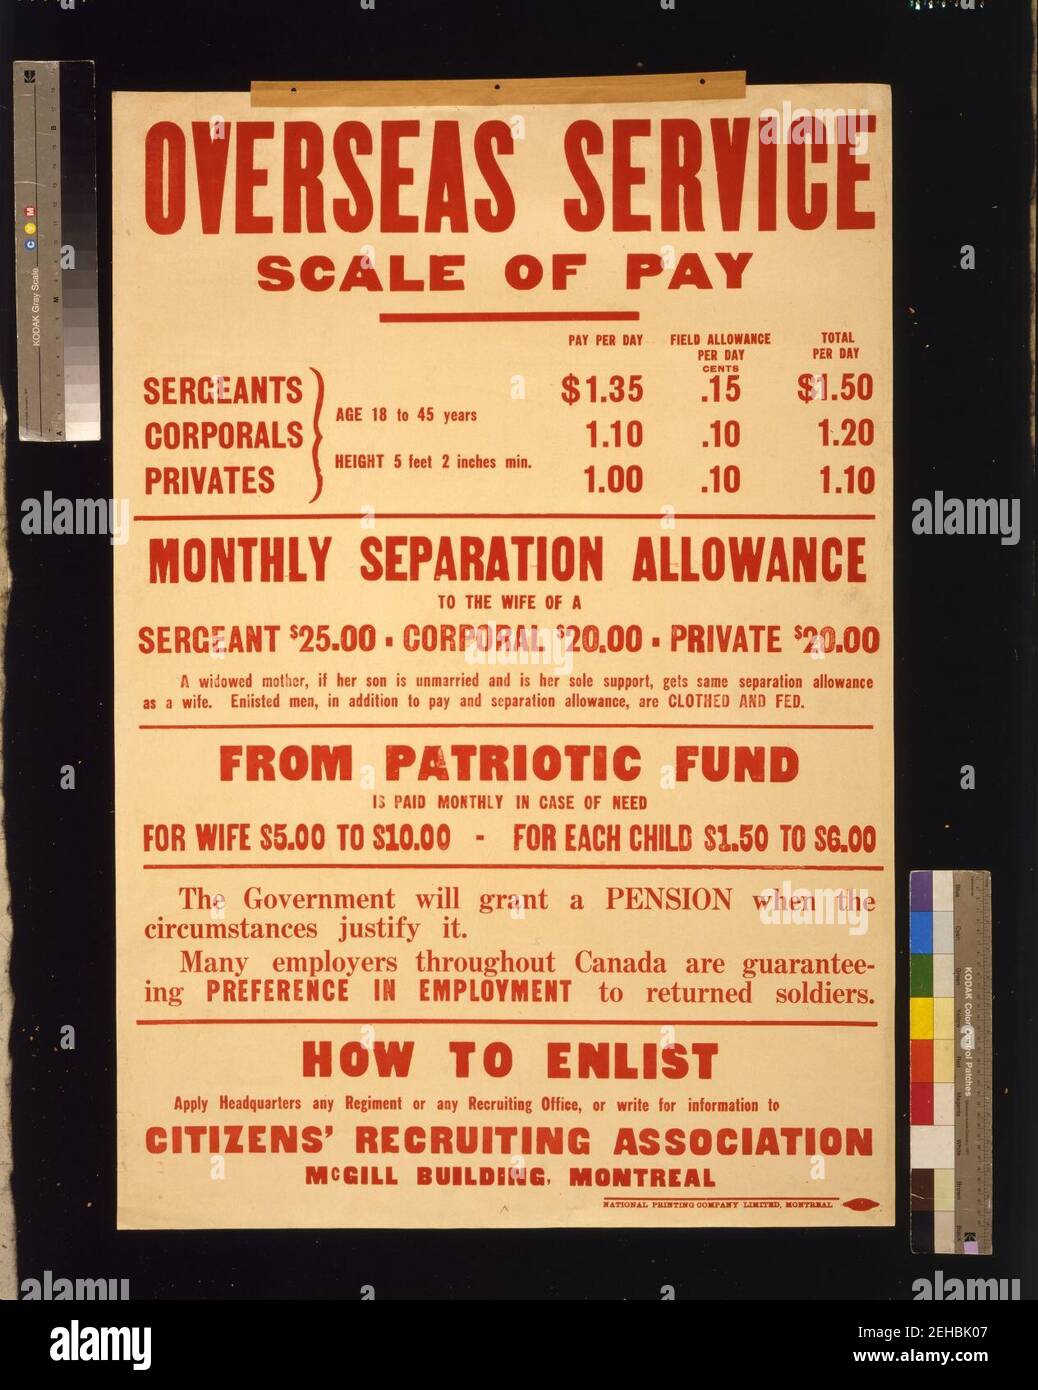 OVERSEAS SERVICE
SCALE OF PAY
PAY PER DAY FIELD ALLOWANCE PER DAY CENTS TOTAL PER DAY
SERGEANTS $1.35 .15 $1.50
AGE 18 to 45 years
CORPORALS 1.10 .10 1.20
HEIGHT 5 feet 2 inches min.
PRIVATES 1.00 .10 1.10
MONTHLY SEPARATION ALLOWANCE
TO THE WIFE OF A
SERGEANT $25.00 · CORPORAL $20.00 · PRIVATE $20.00
A widowed mother, if her son is unmarried and is her sole support, gets same separation allowance
as a wife. Enlisted men, in addition to pay and separation allowance, are CLOTHED AND FED.
FROM PATRIOTIC FUND
IS PAID MONTHLY IN CASE OF NEED
FOR WIFE $5.00 TO $10.00 - FOR EACH CHILD $1.50 TO $6.00
The Government will grant a PENSION when the
circumstances justify it.
Many employers throughout Canada are guarantee-
ing PREFERENCE IN EMPLOYMENT to returned soldiers.
HOW TO ENLIST
Apply Headquarters any Regiment or any Recruiting Office, or write for information to
CITIZENS' RECRUITING ASSOCIATION
McGILL BUILDING, MONTREAL
NATIONAL PRINTING COMPANY LIMITED, MONTREAL
KODAK Gray Scale
C Y M
KODAK Color Control Patches
alamy
alamy
alamy
alamy
alamy
Image ID: 2EHBK07
www.alamy.com